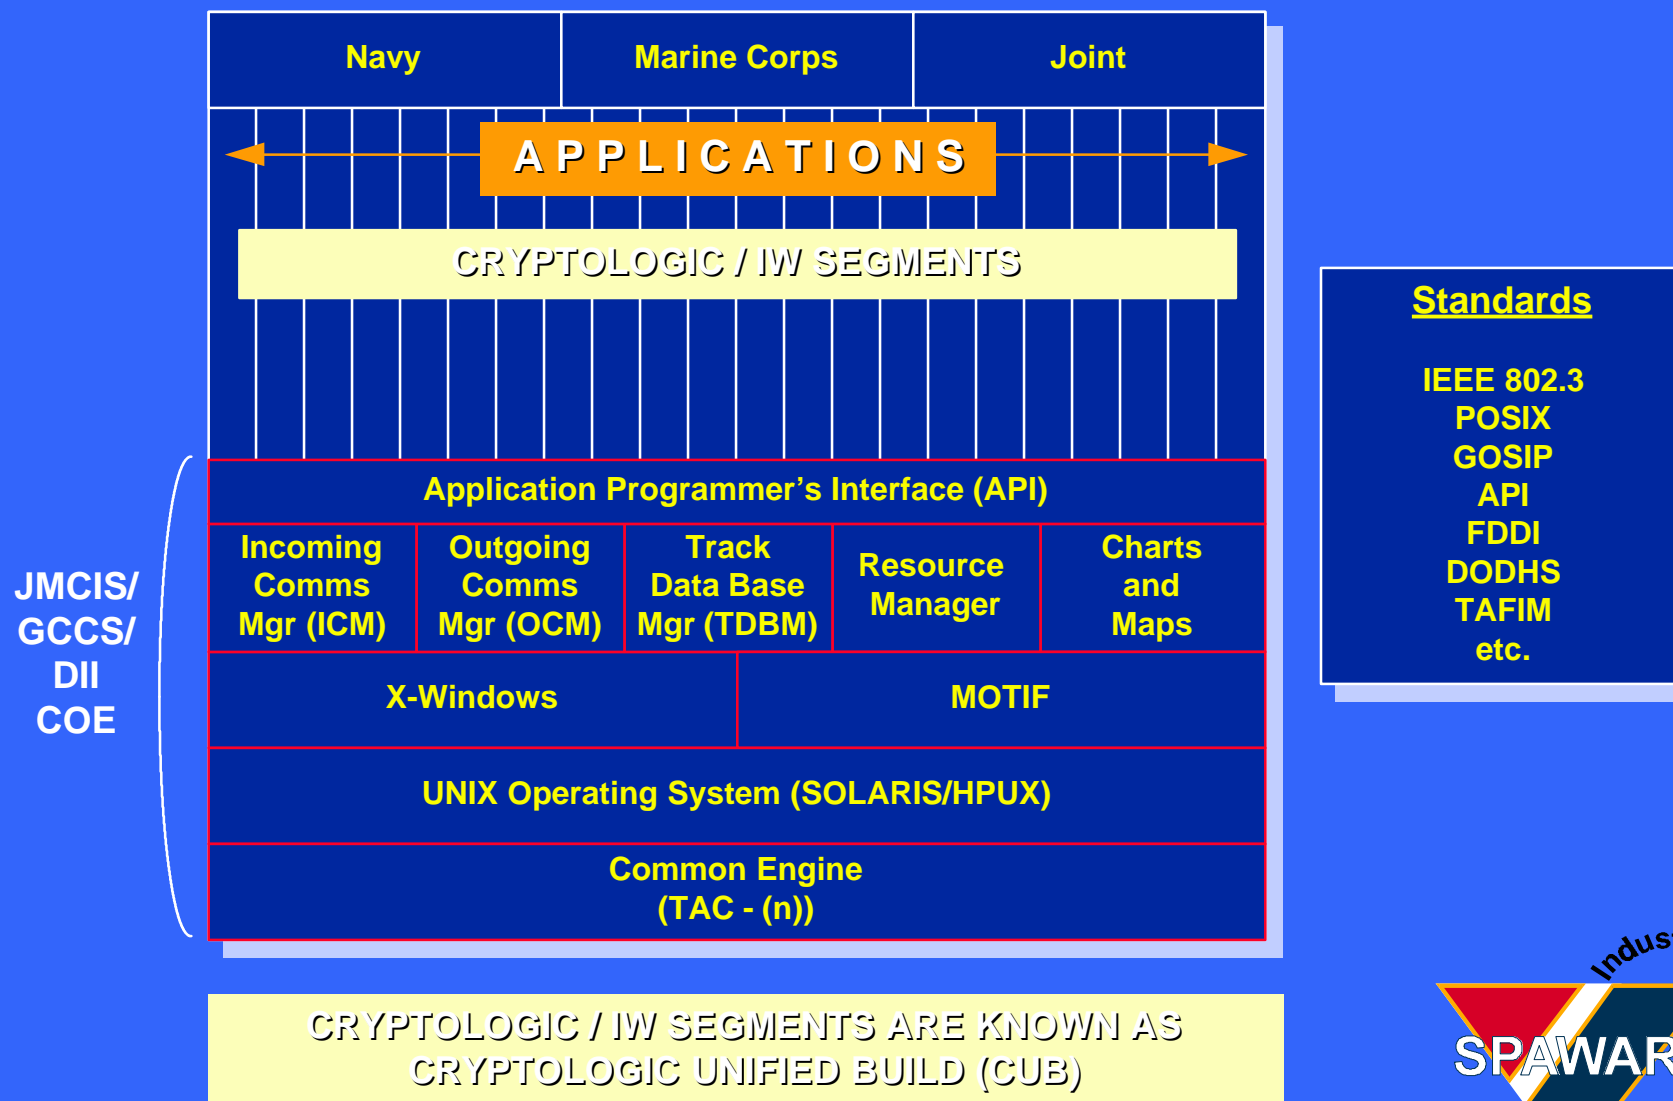 Navy
Marine Corps
Joint
APPLICATIONS
CRYPTOLOGIC / IW SEGMENTS
Standards
IEEE 802.3
POSIX
GOSIP
API
FDDI
DODHS
TAFIM
etc.
JMCIS/
GCCS/
DII
COE
Application Programmer’s Interface (API)
Incoming
Comms
Mgr (ICM)
Outgoing
Comms
Mgr (OCM)
Track
Data Base
Mgr (TDBM)
Resource
Manager
Charts
and
Maps
X-Windows
MOTIF
UNIX Operating System (SOLARIS/HPUX)
Common Engine
(TAC - (n))
CRYPTOLOGIC / IW SEGMENTS ARE KNOWN AS
CRYPTOLOGIC UNIFIED BUILD (CUB)
SPAWAR